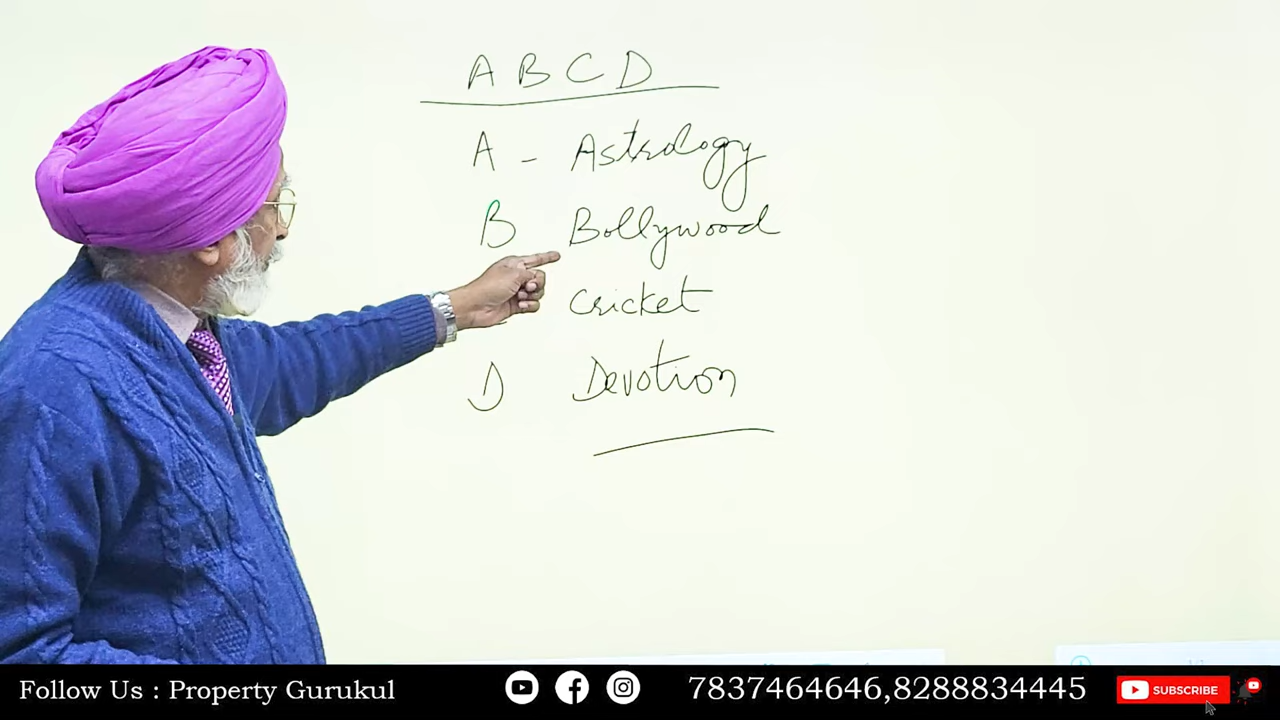 A B C D
A - Astrology
B Bollywood
Cricket
D Devotion
Follow Us : Property Gurukul
7837464646,8288834445
SUBSCRIBE